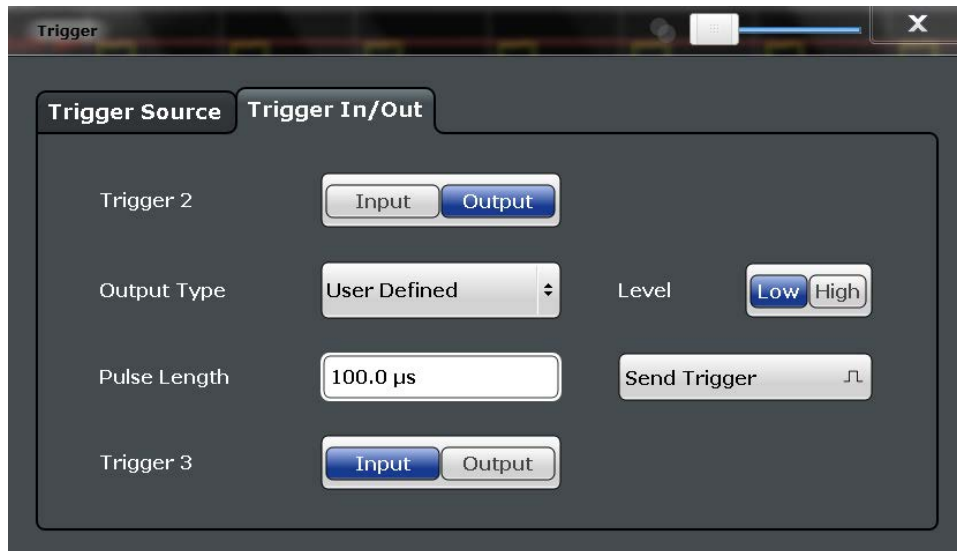 Trigger
X
Trigger Source Trigger In/Out
Trigger 2 Input Output
Output Type User Defined Level Low High
Pulse Length 100.0 µs Send Trigger
Trigger 3 Input Output